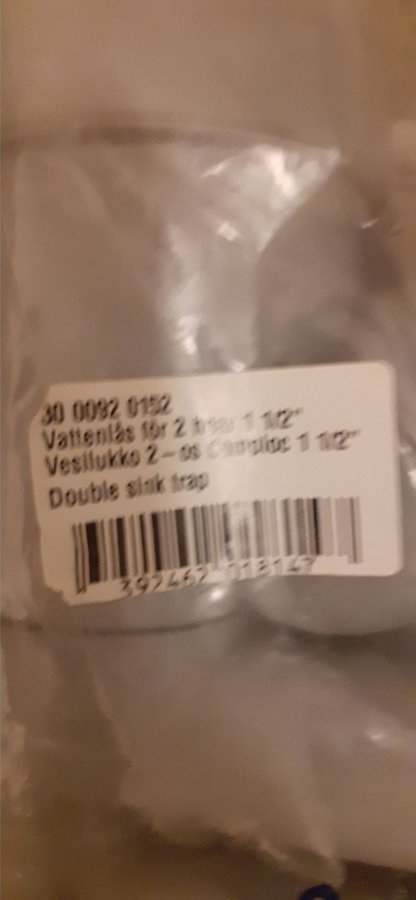 30 0092 0152
Vattenlås för 2 1 1/2"
Vesilukko 2-os 1 1/2"
Double sink trap